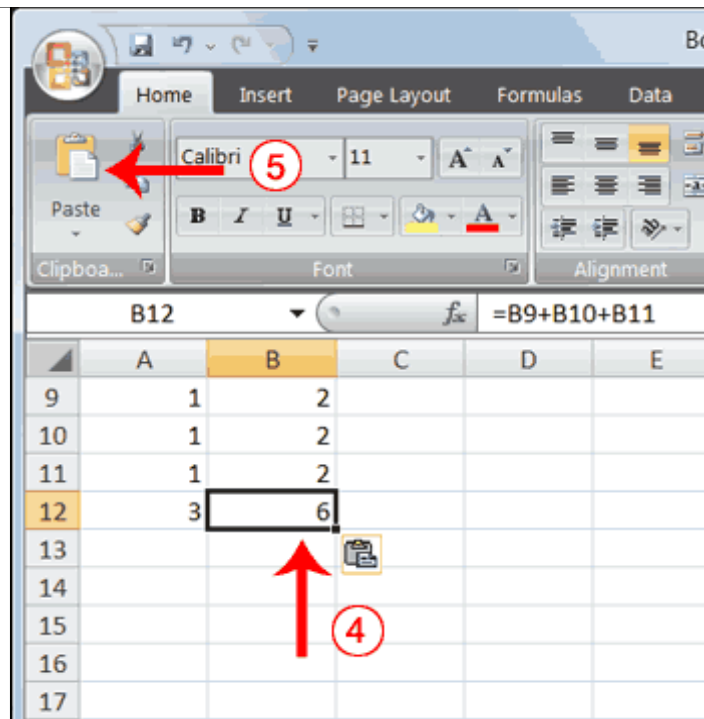 Bo
Home Insert Page Layout Formulas Data
Calibri 5 11 A A
Paste B I U A
Clipboa... Font Alignment
B12 fx =B9+B10+B11
A B C D E
9 1 2
10 1 2
11 1 2
12 3 6
13
14
15 4
16
17